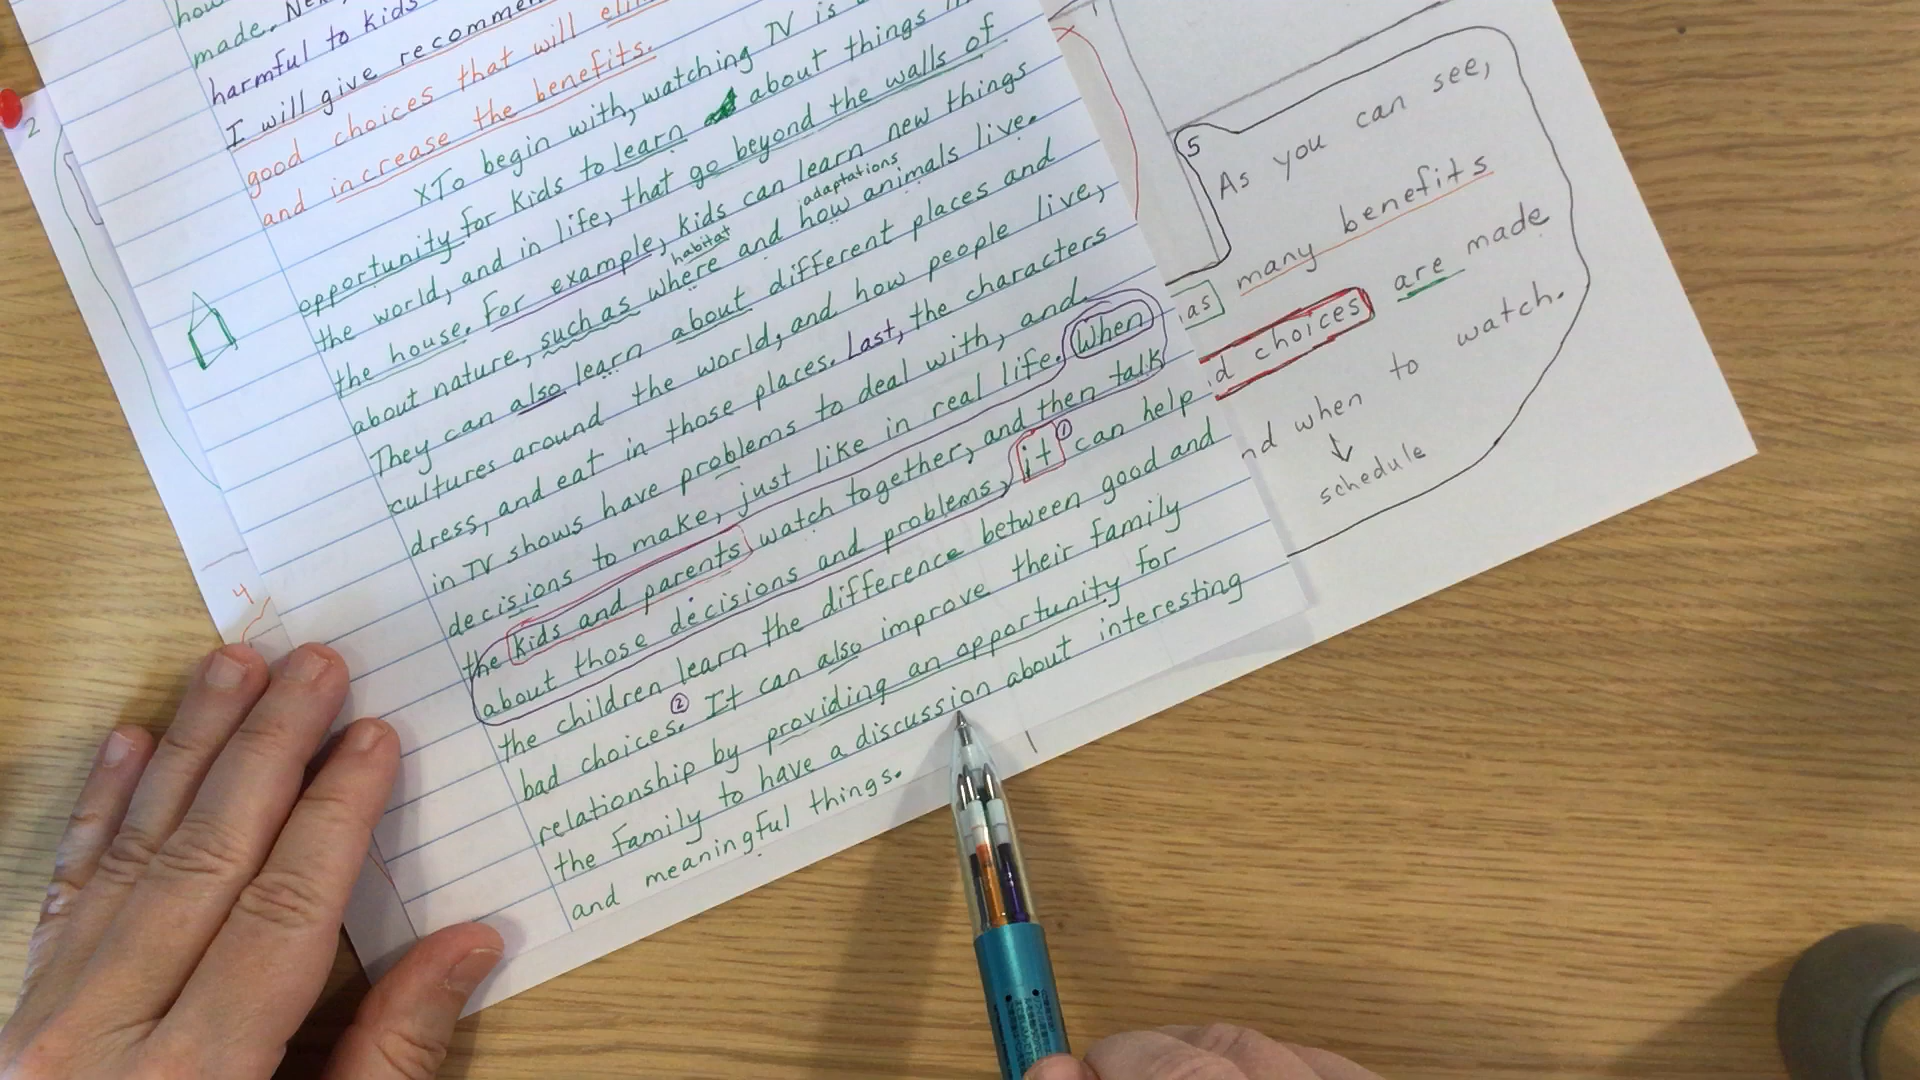 how
made. Next,
harmful to kids
I will give recommen
good choices that will eli
and increase the benefits.
xTo begin with, watching TV is
opportunity for kids to learn about things in
the world, and in life, that go beyond the walls of
the house. For example, kids can learn new things
habitat adaptations
about nature, such as where and how animals live.
They can also learn about different places and
cultures around the world, and how people live,
dress, and eat in those places. Last, the characters
in TV shows have problems to deal with, and
decisions to make, just like in real life. When
the kids and parents watch together, and then talk
about those decisions and problems, it ① can help
the children learn the difference between good and
bad choices. ② It can also improve their family
relationship by providing an opportunity for
the family to have a discussion about interesting
and meaningful things.
2
4
5
As you can see,
as many benefits
d choices are made
nd when to watch.
schedule